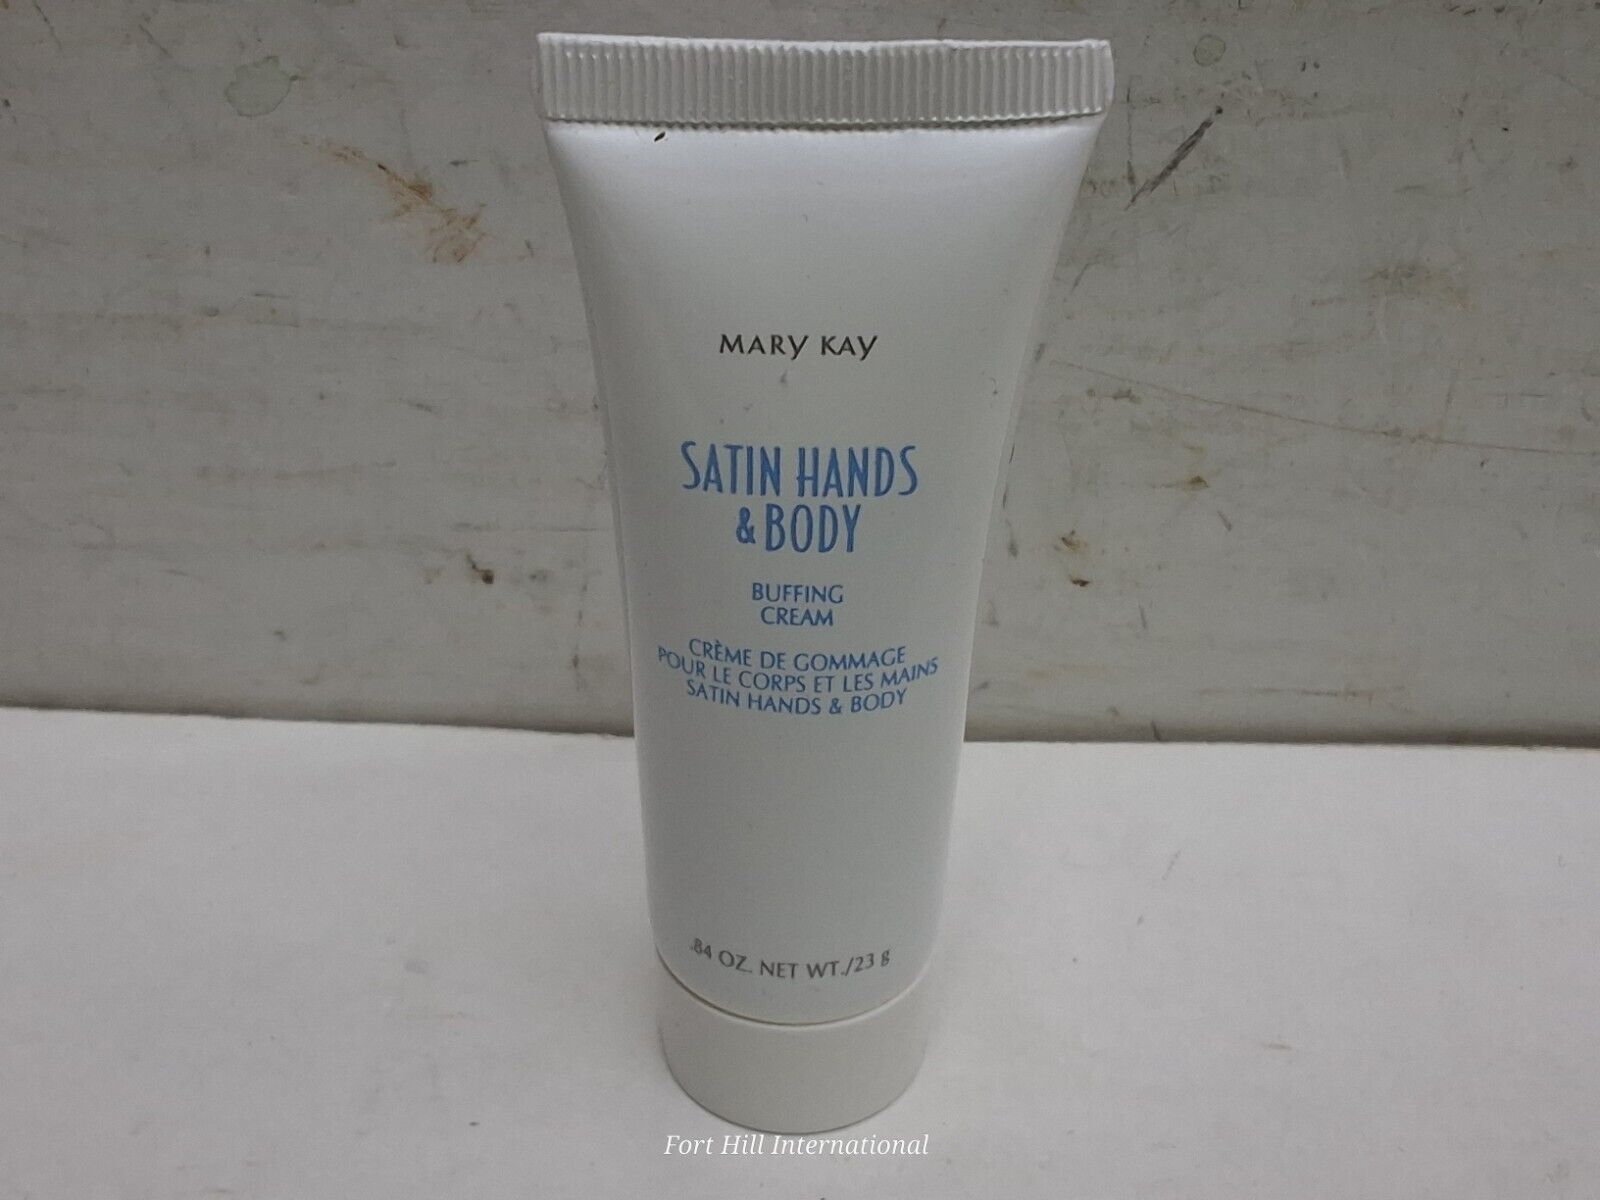 MARY KAY
SATIN HANDS
& BODY
BUFFING
CREAM
CRÈME DE GOMMAGE
POUR LE CORPS ET LES MAINS
SATIN HANDS & BODY
.84 OZ. NET WT./23 g
Fort Hill International